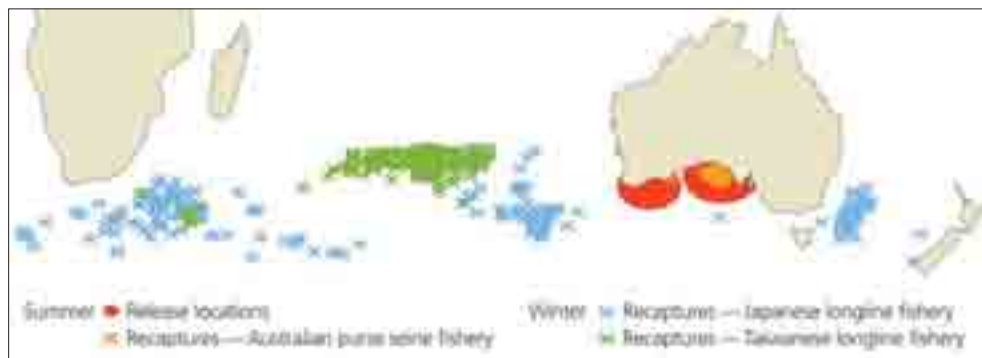 Summer Release locations
Recaptures — Australian purse seine fishery
Winter Recaptures — Japanese longline fishery
Recaptures — Taiwanese longline fishery